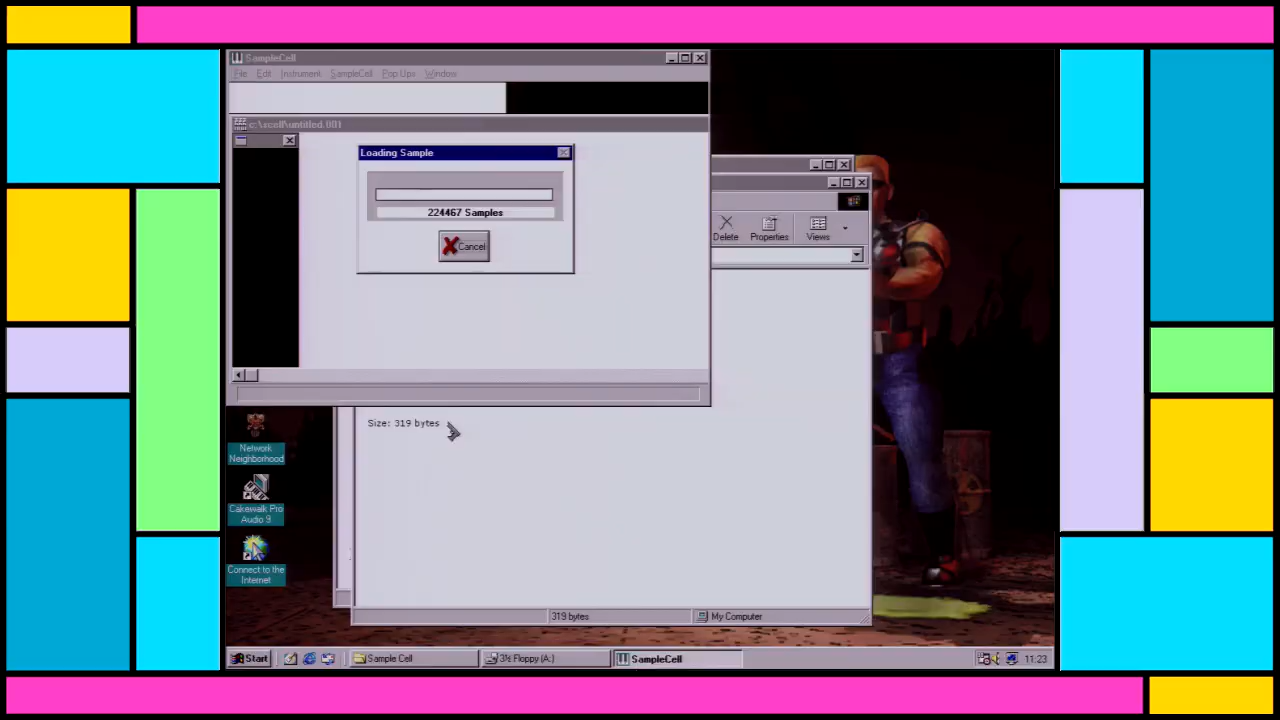 SampleCell
File Edit Instrument SampleCell Pop Ups Window
c:\scell\untitled.001
Loading Sample
224467 Samples
Cancel
Delete Properties Views
Size: 319 bytes
Network
Neighborhood
Cakewalk Pro
Audio 9
Connect to the
Internet
319 bytes My Computer
Start Sample Cell 3½ Floppy (A:) SampleCell 11:23